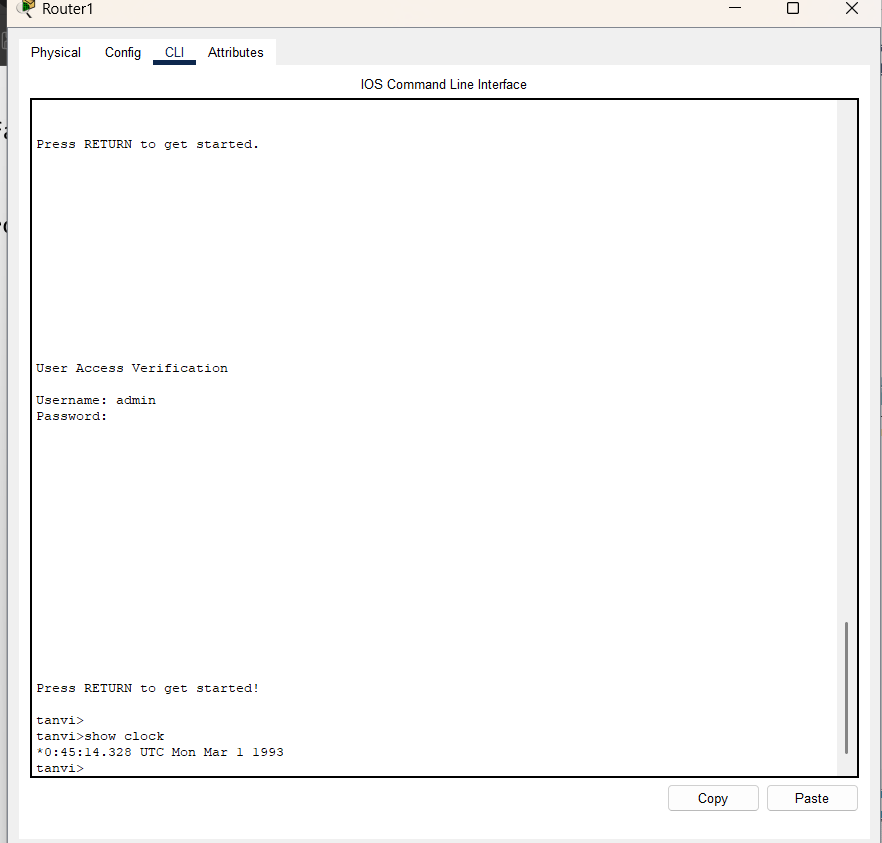 Router1
Physical Config CLI Attributes
IOS Command Line Interface
Press RETURN to get started.
User Access Verification
Username: admin
Password:
Press RETURN to get started!
tanvi>
tanvi>show clock
*0:45:14.328 UTC Mon Mar 1 1993
tanvi>
Copy Paste